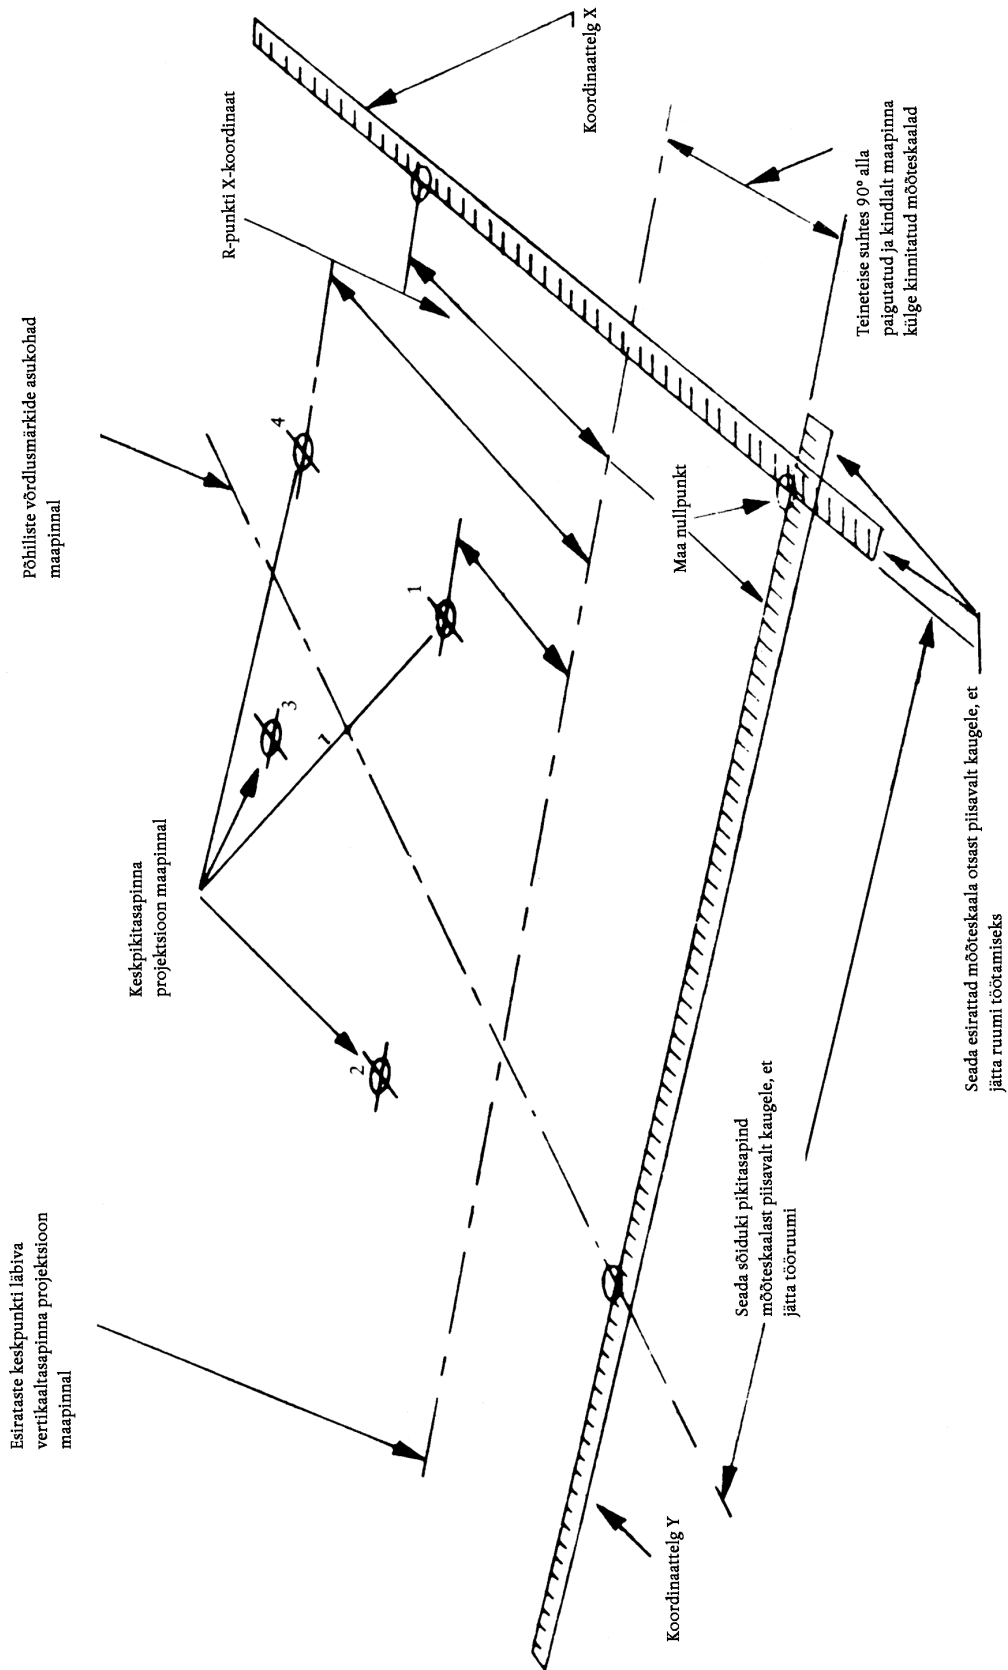 Esirataste keskpunkti läbiva
vertikaaltasapinna projektsioon
maapinnal
Põhiliste võrdlusmärkide asukohad
maapinnal
Keskpikitasapinna
projektsioon maapinnal
R-punkti X-koordinaat
Koordinaattelg X
2
3
4
1
Maa nullpunkt
Teineteise suhtes 90° alla
paigutatud ja kindlalt maapinna
külge kinnitatud mõõteskaalad
Koordinaattelg Y
Seada sõiduki pikitasapind
mõõteskaalast piisavalt kaugele, et
jätta tööruumi
Seada esirattad mõõteskaala otsast piisavalt kaugele, et
jätta ruumi töötamiseks